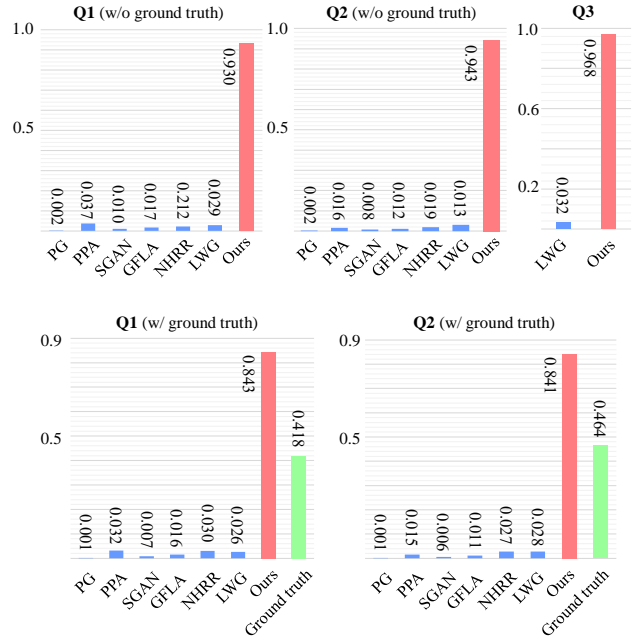 Q1 (w/o ground truth)
1.0
0.5
0.002
0.037
0.010
0.017
0.212
0.029
0.930
PG
PPA
SGAN
GFLA
NHRR
LWG
Ours
Q2 (w/o ground truth)
1.0
0.5
0.002
0.016
0.008
0.012
0.019
0.013
0.943
PG
PPA
SGAN
GFLA
NHRR
LWG
Ours
Q3
1.0
0.6
0.2
0.032
0.968
LWG
Ours
Q1 (w/ ground truth)
0.9
0.5
0.001
0.032
0.007
0.016
0.030
0.026
0.843
0.418
PG
PPA
SGAN
GFLA
NHRR
LWG
Ours
Ground truth
Q2 (w/ ground truth)
0.9
0.5
0.001
0.015
0.006
0.011
0.027
0.028
0.841
0.464
PG
PPA
SGAN
GFLA
NHRR
LWG
Ours
Ground truth